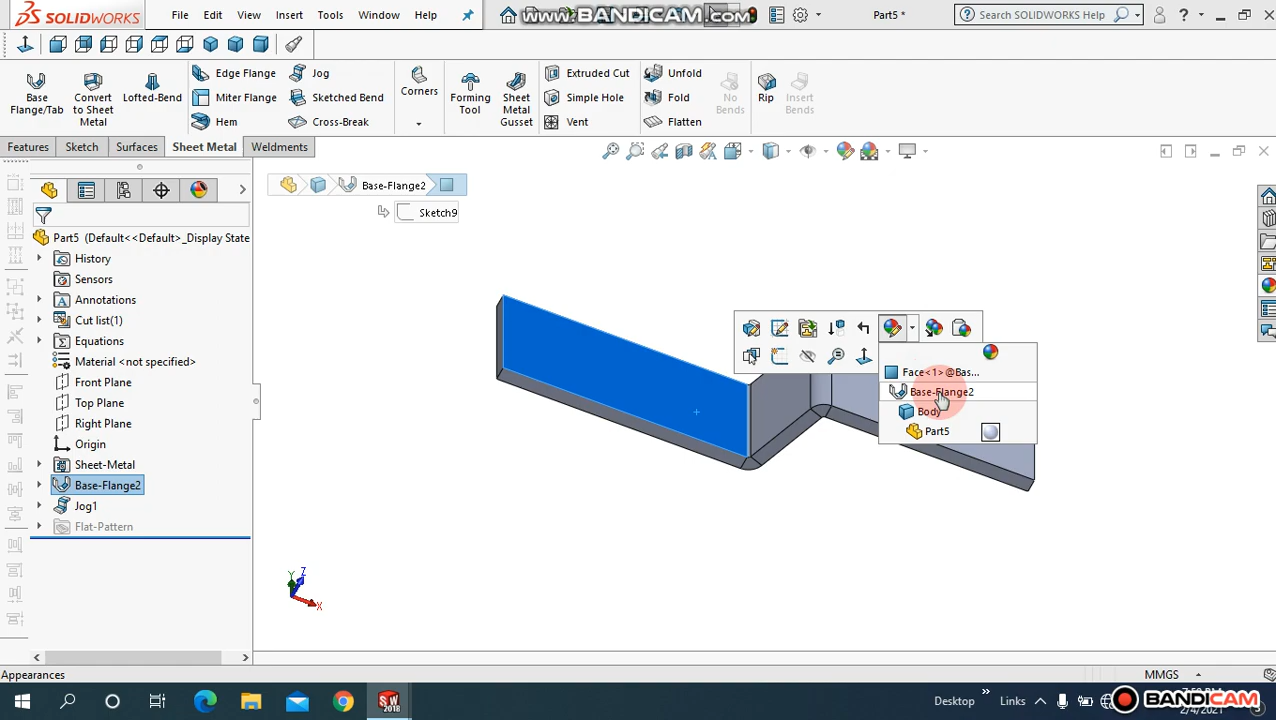 SOLIDWORKS
File
Edit
View
Insert
Tools
Window
Help
www.BANDICAM.com
Part5 *
Search SOLIDWORKS Help
?
Base
Flange/Tab
Convert
to Sheet
Metal
Lofted-Bend
Edge Flange
Miter Flange
Hem
Jog
Sketched Bend
Cross-Break
Corners
Forming
Tool
Sheet
Metal
Gusset
Extruded Cut
Simple Hole
Vent
Unfold
Fold
Flatten
No
Bends
Rip
Insert
Bends
Features
Sketch
Surfaces
Sheet Metal
Weldments
Base-Flange2
Sketch9
Part5 (Default<<Default>_Display State
History
Sensors
Annotations
Cut list(1)
Equations
Material <not specified>
Front Plane
Top Plane
Right Plane
Origin
Sheet-Metal
Base-Flange2
Jog1
Flat-Pattern
Face<1> @Bas...
Base-Flange2
Body
Part5
Y
Z
X
Appearances
MMGS
SW
2018
Desktop
Links
BANDICAM
2/4/2021